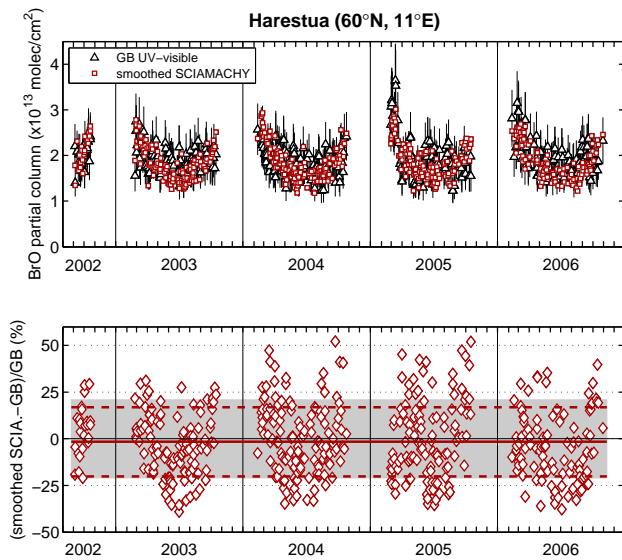 Harestua (60°N, 11°E)
BrO partial column (x10¹³ molec/cm²)
GB UV−visible
smoothed SCIAMACHY
4
3
2
1
0
2002 2003 2004 2005 2006
(smoothed SCIA.−GB)/GB (%)
50
25
0
−25
−50
2002 2003 2004 2005 2006